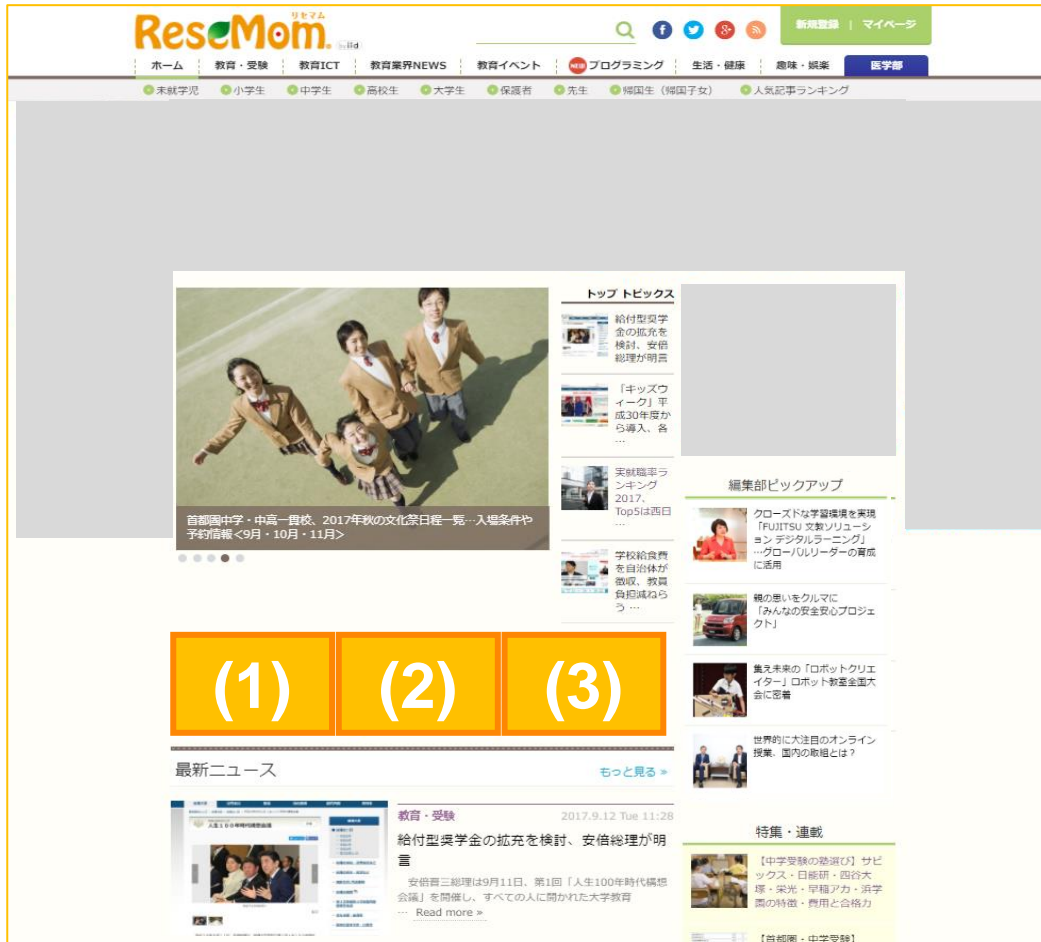 リセマム
ReseMom.
by iid
新規登録 | マイページ
ホーム
教育・受験
教育ICT
教育業界NEWS
教育イベント
NEW プログラミング
生活・健康
趣味・娯楽
医学部
未就学児
小学生
中学生
高校生
大学生
保護者
先生
帰国生（帰国子女）
人気記事ランキング
首都圏中学・中高一貫校、2017年秋の文化祭日程一覧…入場条件や
予約情報<9月・10月・11月>
トップ トピックス
給付型奨学
金の拡充を
検討、安倍
総理が明言
「キッズウ
ィーク」平
成30年度か
ら導入、各
…
実就職率ラ
ンキング
2017、
Top5は西日
…
学校給食費
を自治体が
徴収、教員
負担減ねら
う …
編集部ピックアップ
クローズドな学習環境を実現
「FUJITSU 文教ソリューシ
ョン デジタルラーニング」
…グローバルリーダーの育成
に活用
親の思いをクルマに
「みんなの安全安心プロジェ
クト」
集え未来の「ロボットクリエ
イター」ロボット教室全国大
会に密着
世界的に大注目のオンライン
授業、国内の取組とは？
(1)
(2)
(3)
最新ニュース
もっと見る »
人生１００年時代構想会議
教育・受験
2017.9.12 Tue 11:28
給付型奨学金の拡充を検討、安倍総理が明
言
安倍晋三総理は9月11日、第1回「人生100年時代構想
会議」を開催し、すべての人に開かれた大学教育
… Read more »
特集・連載
【中学受験の塾選び】サピ
ックス・日能研・四谷大
塚・栄光・早稲アカ・浜学
園の特徴・費用と合格力
【首都圏・中学受験】